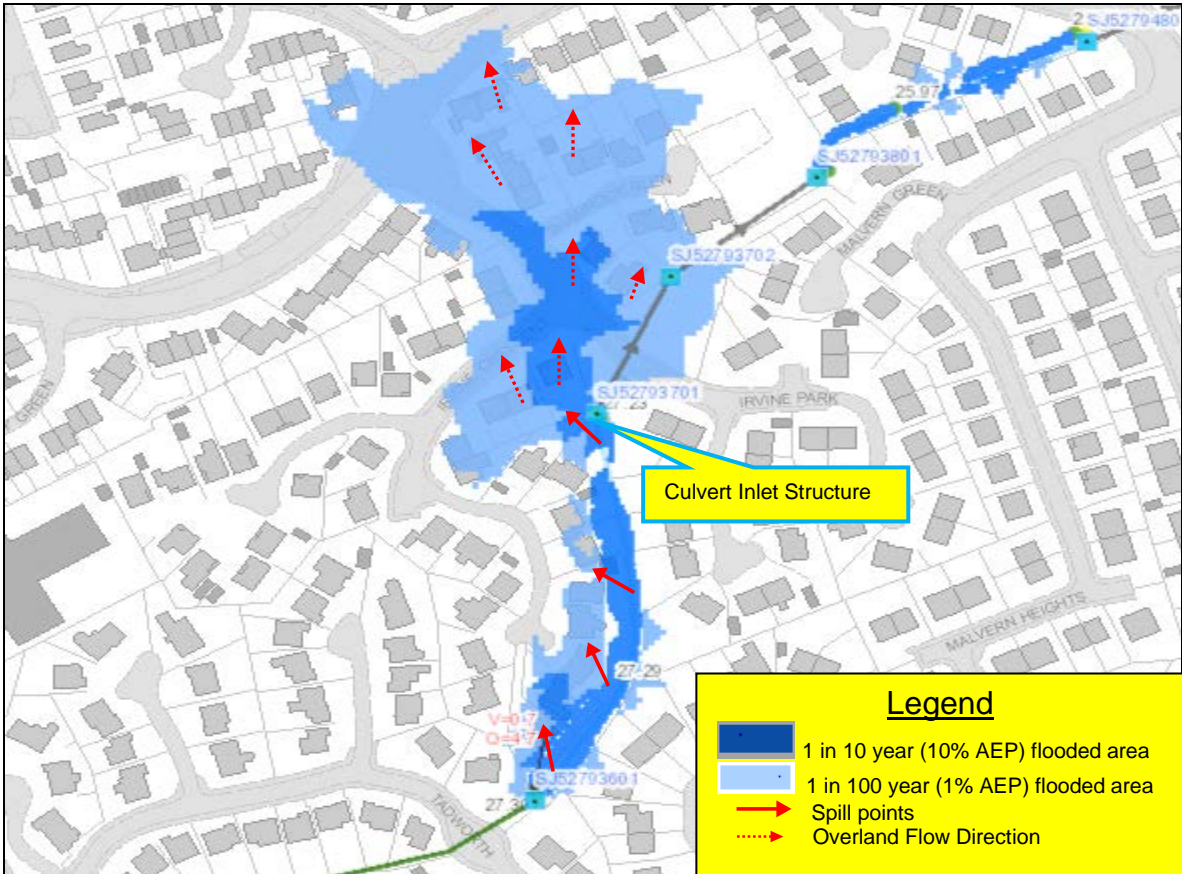 SJ5279480
25.97
SJ52793801
MALVERN GREEN
SJ52793702
SJ52793701
27.23
IRVINE PARK
Culvert Inlet Structure
MALVERN HEIGHTS
27.29
V=0.7
Q=4.7
SJ52793601
TADWORTH
GREEN
Legend
1 in 10 year (10% AEP) flooded area
1 in 100 year (1% AEP) flooded area
Spill points
Overland Flow Direction